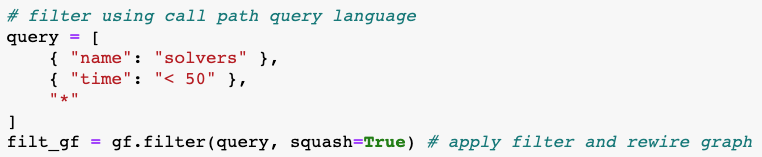 # filter using call path query language
query = [
    { "name": "solvers" },
    { "time": "< 50" },
    "*"
]
filt_gf = gf.filter(query, squash=True) # apply filter and rewire graph